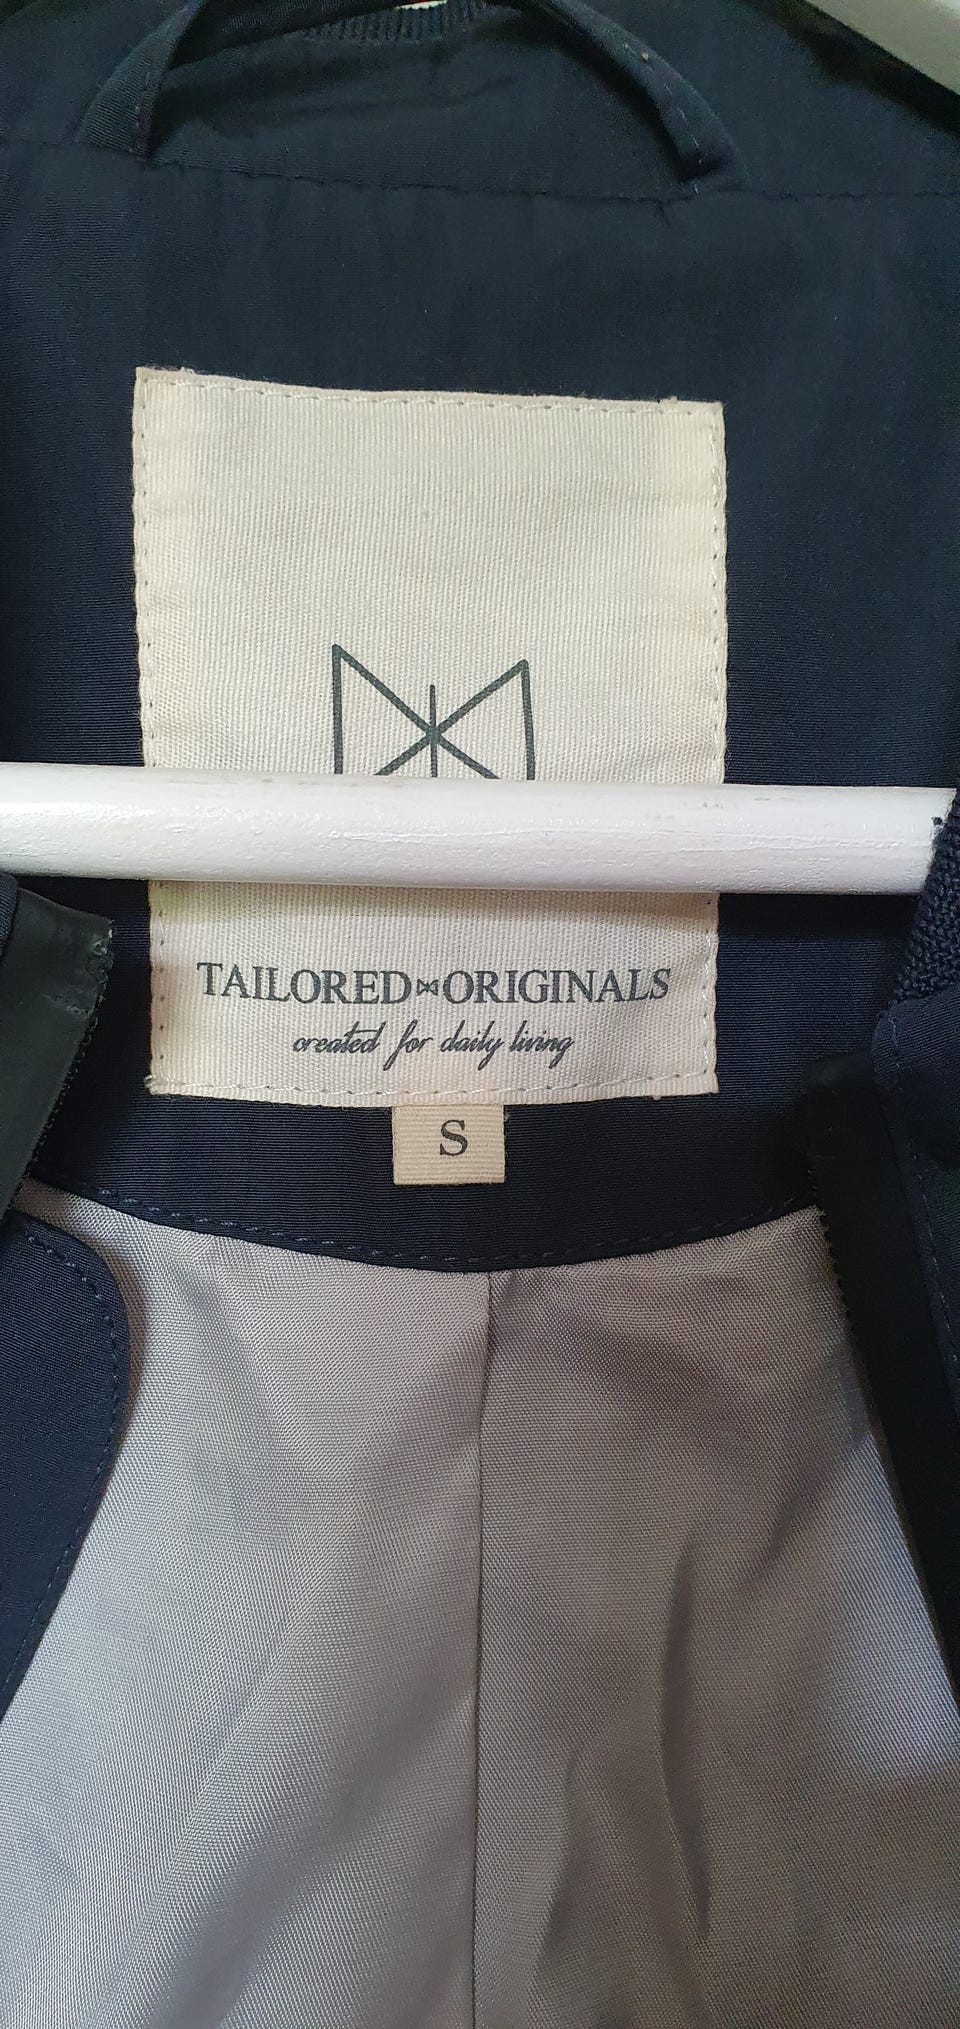 TAILORED ORIGINALS
created for daily living
S